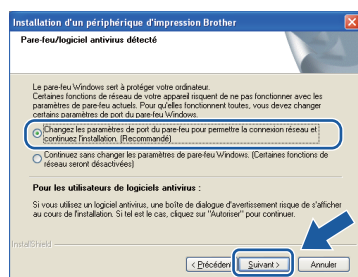 Installation d'un périphérique d'impression Brother
Pare-feu/logiciel antivirus détecté
Le pare-feu Windows sert à protéger votre ordinateur.
Certaines fonctions de réseau de votre appareil risquent de ne pas fonctionner avec les
paramètres de pare-feu actuels. Pour qu'elles fonctionnent toutes, vous devez changer
certains paramètres de port du pare-feu Windows.
Changez les paramètres de port du pare-feu pour permettre la connexion réseau et
continuez l'installation. (Recommandé)
Continuez sans changer les paramètres de pare-feu Windows. (Certaines fonctions de
réseau seront désactivées)
Pour les utilisateurs de logiciels antivirus :
Si vous utilisez un logiciel antivirus, une boîte de dialogue d'avertissement risque de s'afficher
au cours de l'installation. Si tel est le cas, cliquez sur "Autoriser" pour continuer.
InstallShield
< Précédent Suivant > Annuler